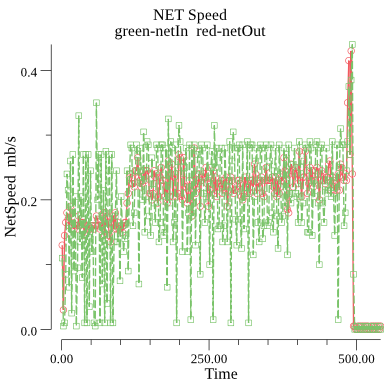 NET Speed
green-netIn red-netOut
0.4
0.2
0.0
NetSpeed mb/s
0.00 250.00 500.00
Time